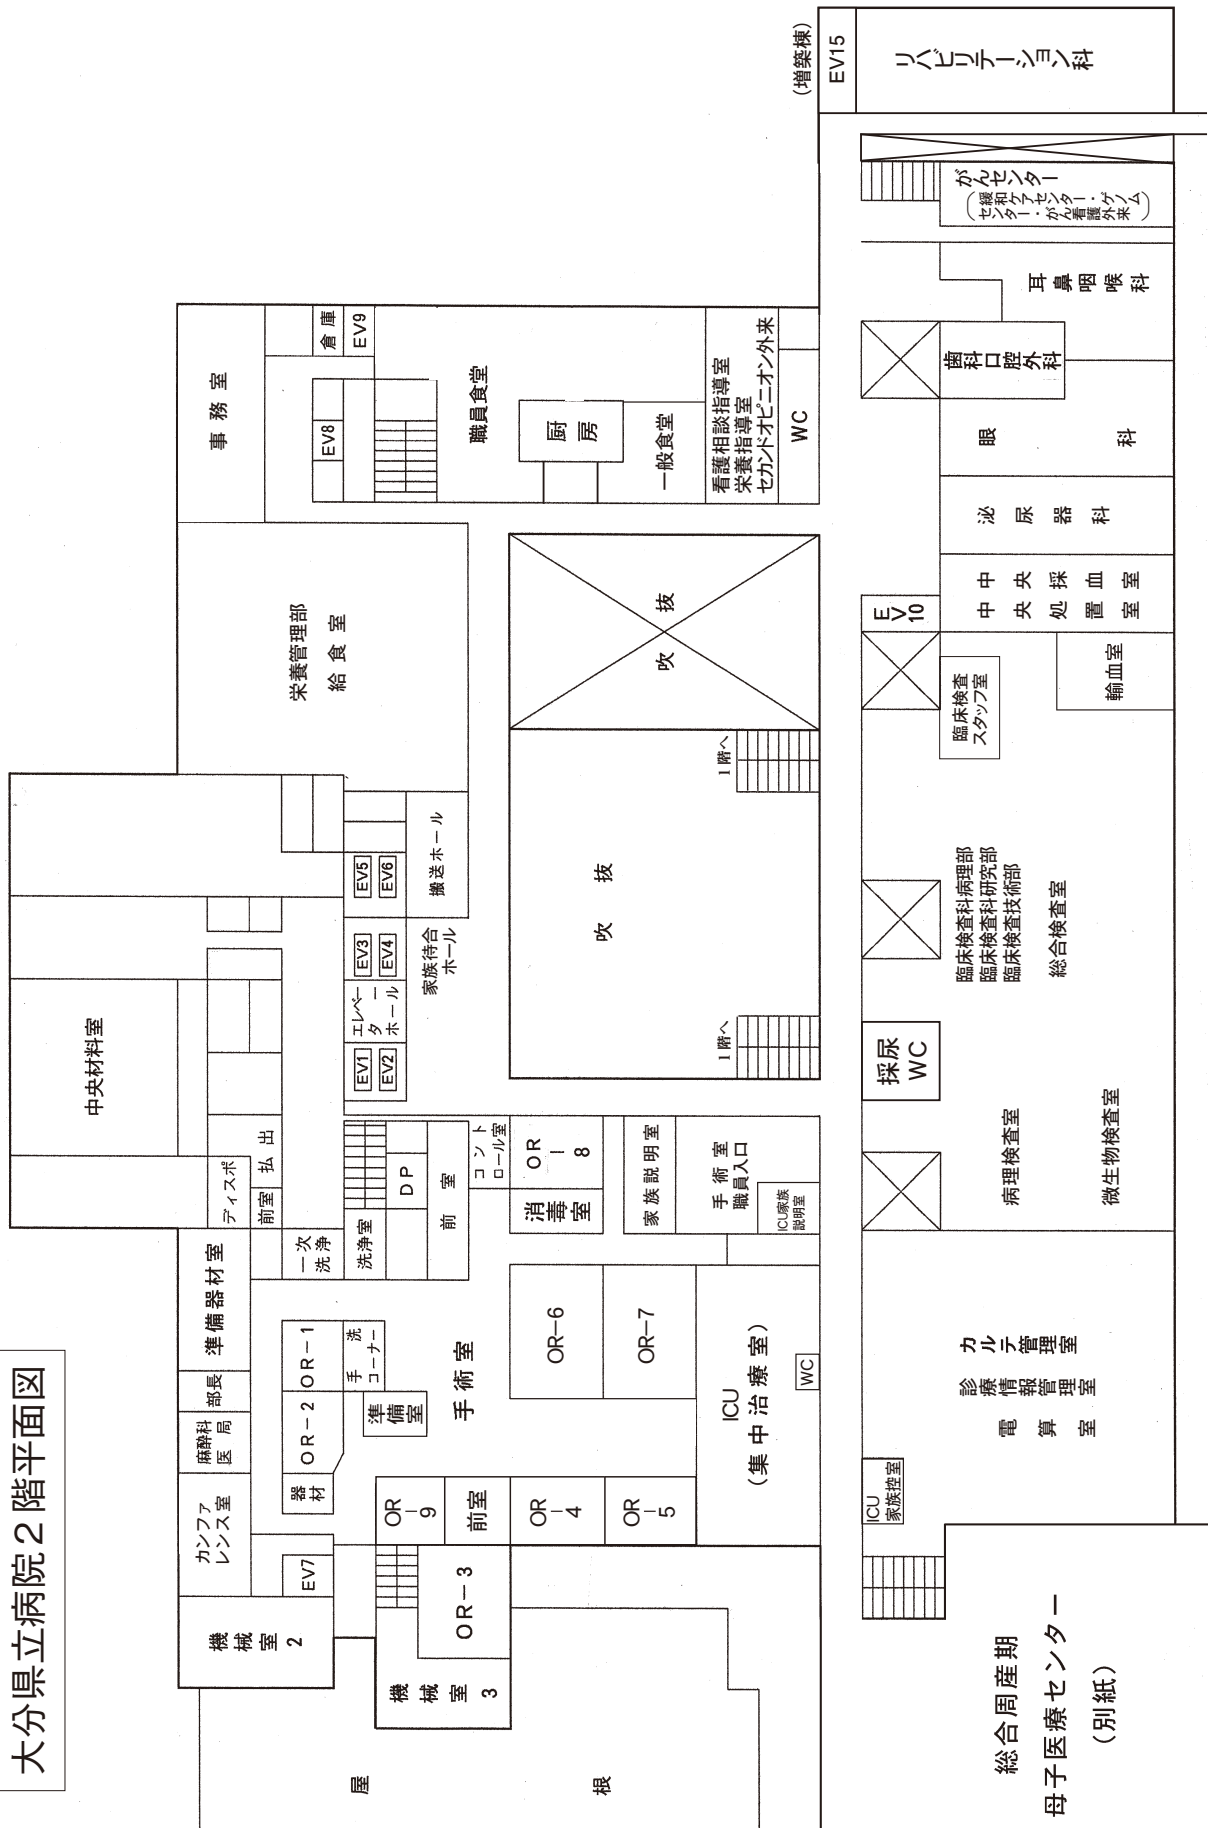 大分県立病院２階平面図
(増築棟)
EV15
リハビリテーション科
がんセンター
(緩和ケアセンター・ゲノム
センター・がん看護外来)
耳鼻咽喉科
歯科口腔外科
眼科
泌尿器科
中央採血室
中央処置室
EV10
輸血室
臨床検査
スタッフ室
臨床検査科病理部
臨床検査科研究部
臨床検査技術部
総合検査室
採尿
WC
病理検査室
微生物検査室
カルテ管理室
診療情報管理室
電算室
ICU
家族控室
総合周産期
母子医療センター
(別紙)
事務室
倉庫
EV9
EV8
職員食堂
厨房
一般食堂
看護相談指導室
栄養指導室
セカンドオピニオン外来
WC
栄養管理部
給食室
吹抜
吹抜
1階へ
1階へ
EV5
EV6
搬送ホール
EV3
EV4
家族待合
ホール
エレベー
タ
ホール
EV1
EV2
中央材料室
ディスポ
払出
前室
一次
洗浄
洗浄室
DP
前室
コント
ロール室
OR－8
消毒室
家族説明室
手術室
職員入口
ICU家族
説明室
準備器材室
部長
麻酔科
医局
カンファ
レンス室
OR－1
OR－2
手洗
コーナー
準備室
器材
手術室
OR－6
OR－7
ICU
(集中治療室)
WC
OR－9
前室
OR－4
OR－5
EV7
OR－3
機械室2
機械室3
屋根